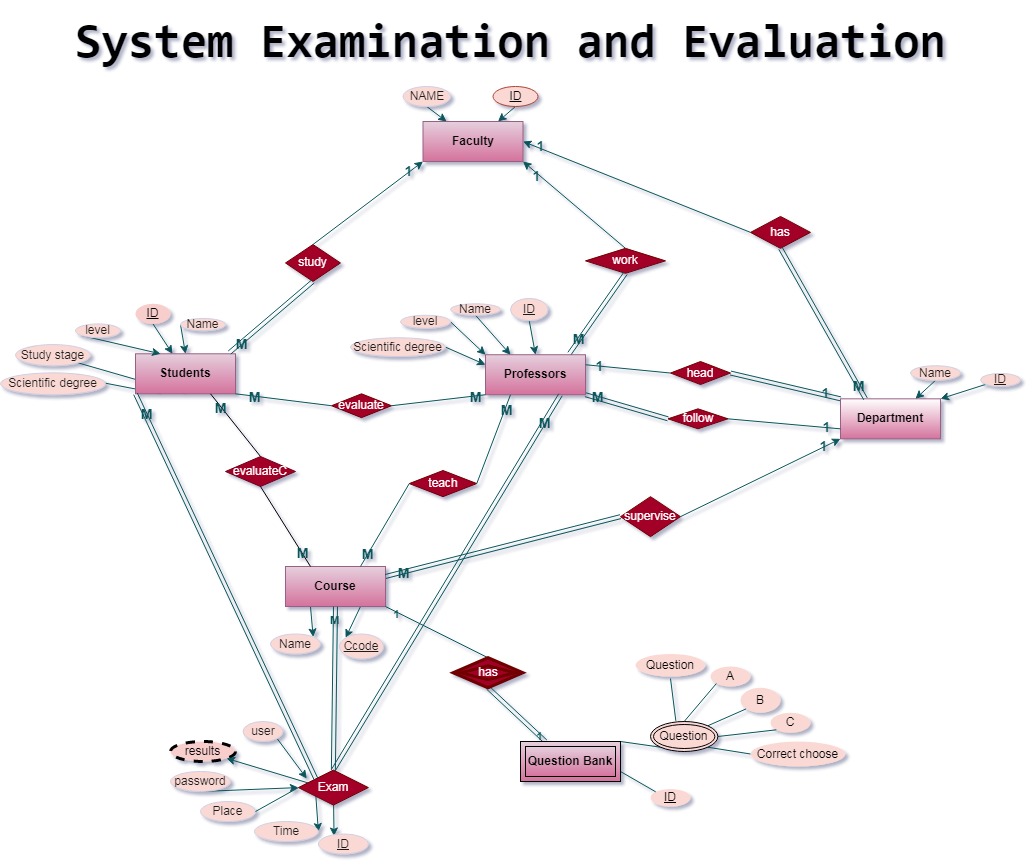 System Examination and Evaluation
NAME
ID
Faculty
1
1
1
has
study
work
ID
Name
level
Study stage
Scientific degree
Students
M
Name
ID
level
Scientific degree
Professors
M
1
head
1
M
Name
ID
Department
M
evaluate
M
M
follow
1
M
M
M
M
1
evaluateC
teach
supervise
M
M
M
Course
M
1
Name
Ccode
has
1
Question Bank
ID
Question
A
B
C
Question
Correct choose
user
results
password
Place
Time
ID
Exam